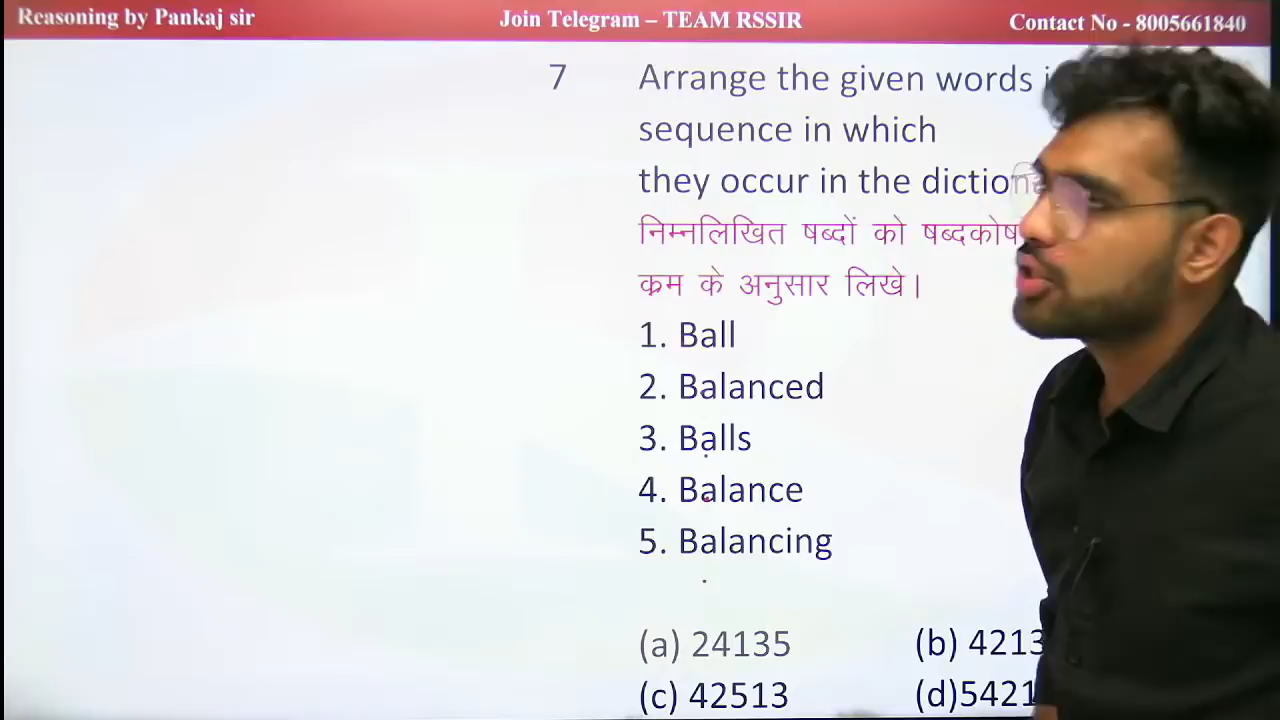 Reasoning by Pankaj sir
Join Telegram – TEAM RSSIR
Contact No - 8005661840
7 Arrange the given words
sequence in which
they occur in the
निम्नलिखित षब्दों को षब्दकोष
क्रम के अनुसार लिखे।
1. Ball
2. Balanced
3. Balls
4. Balance
5. Balancing
(a) 24135 (b) 4213
(c) 42513 (d)5421